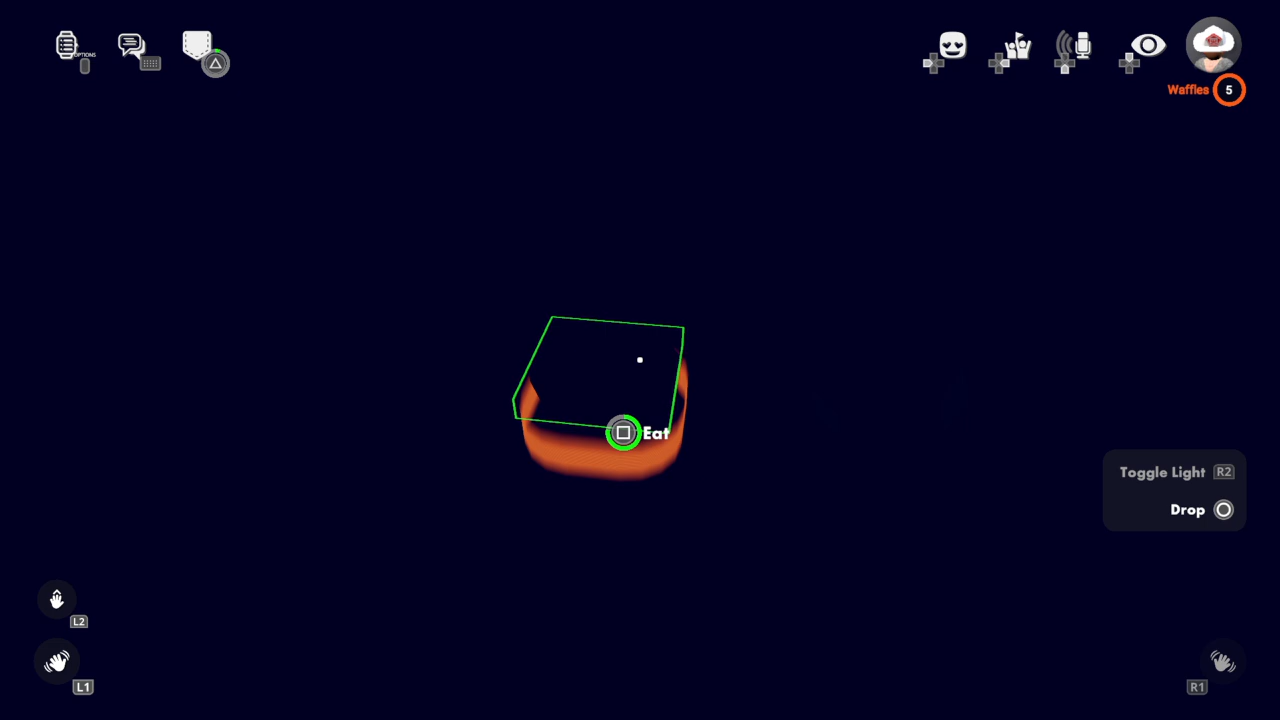 OPTIONS
Waffles 5
Eat
Toggle Light R2
Drop
L2
L1
R1